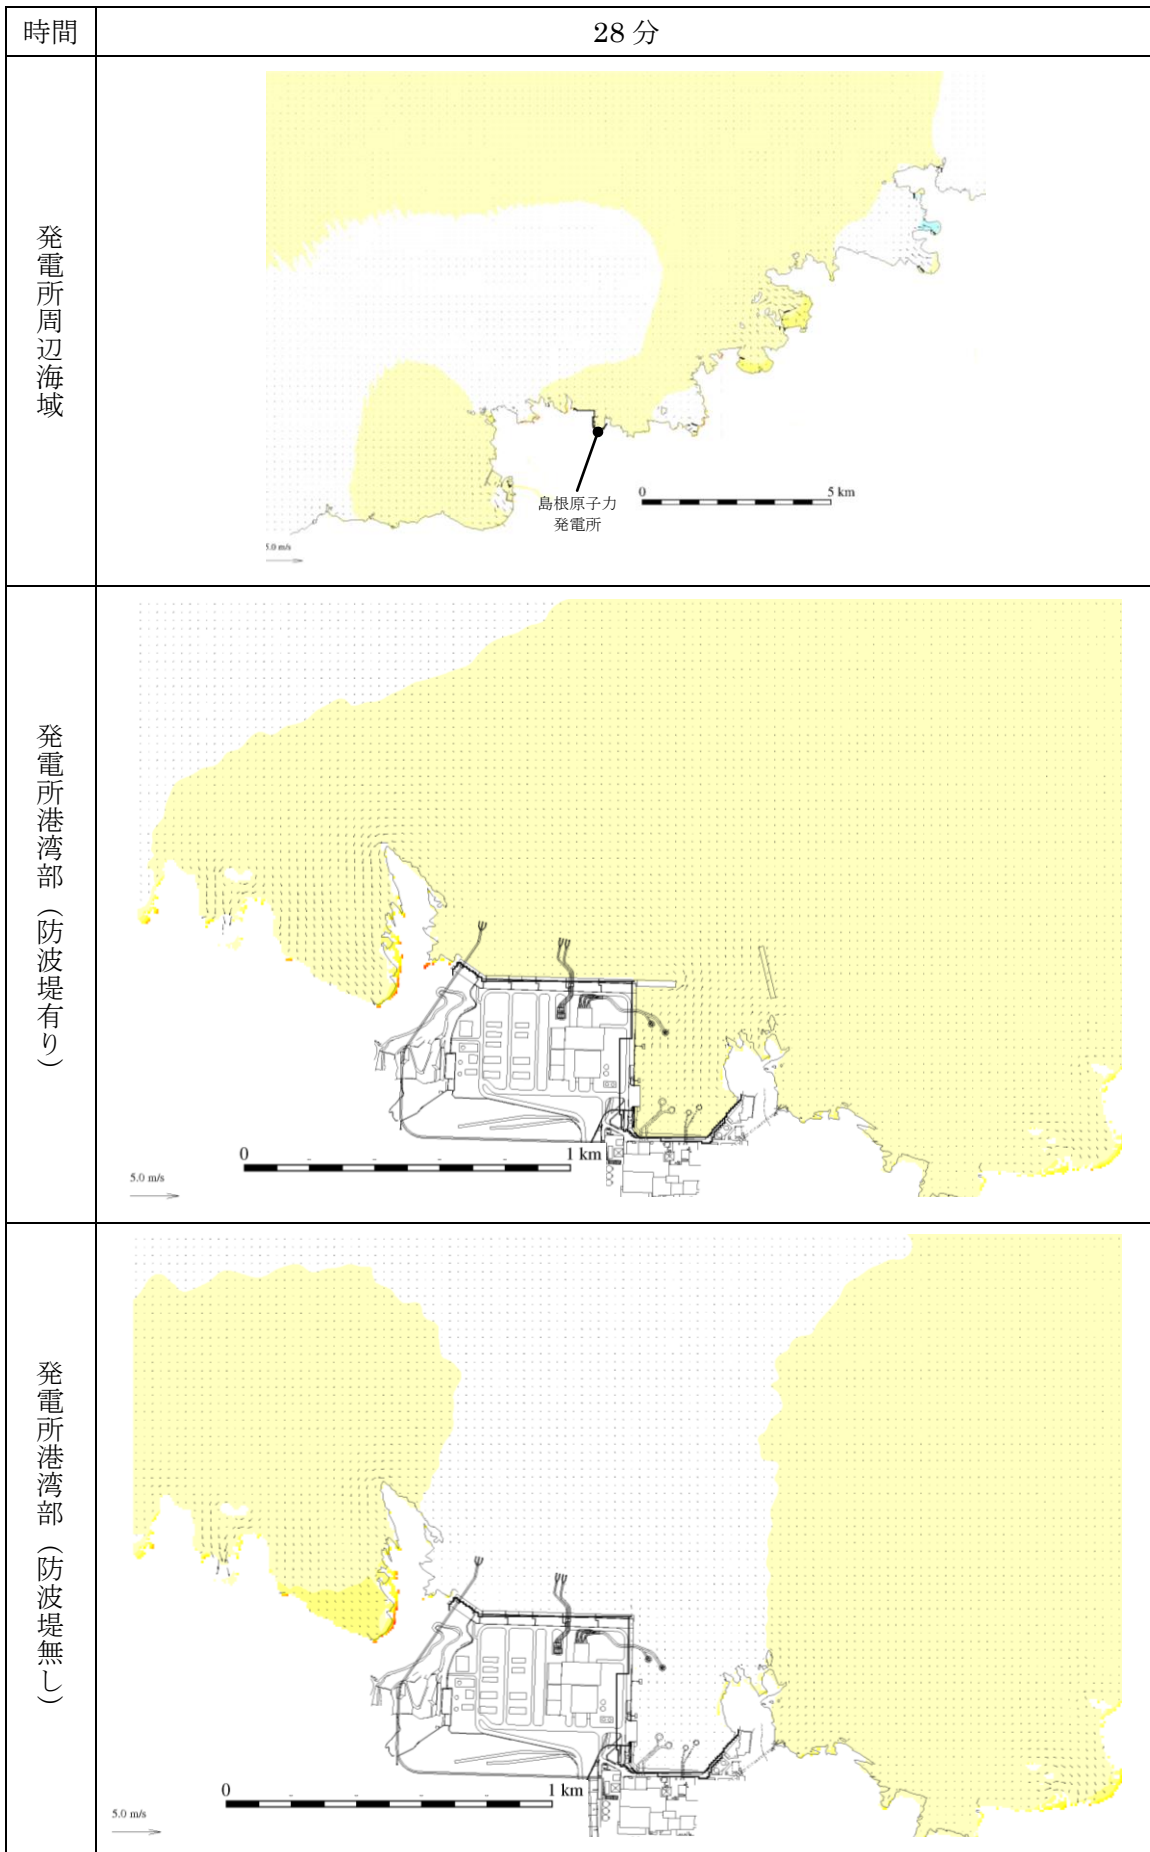 時間
28 分
発電所周辺海域
島根原子力
発電所
0
5 km
5.0 m/s
発電所港湾部（防波堤有り）
0
1 km
5.0 m/s
発電所港湾部（防波堤無し）
0
1 km
5.0 m/s